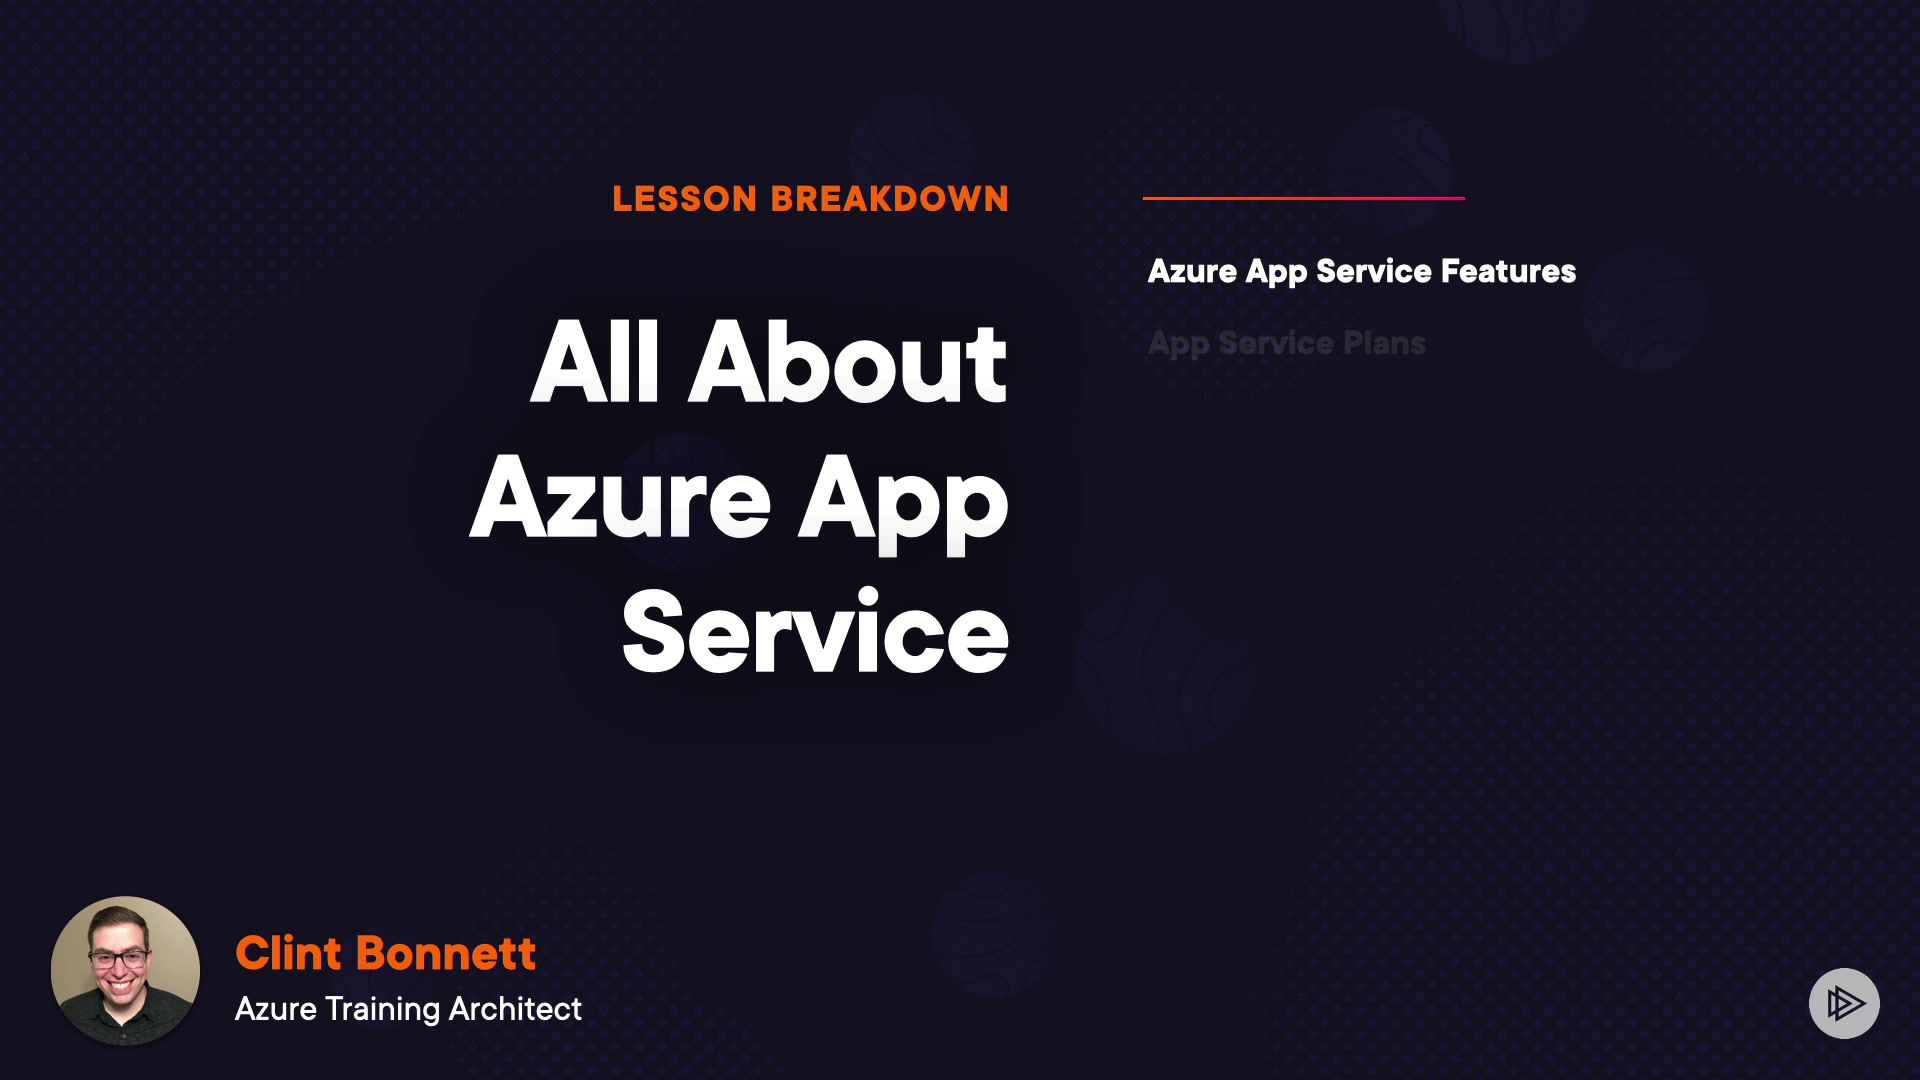 LESSON BREAKDOWN
All About
Azure App
Service
Azure App Service Features
App Service Plans
Clint Bonnett
Azure Training Architect